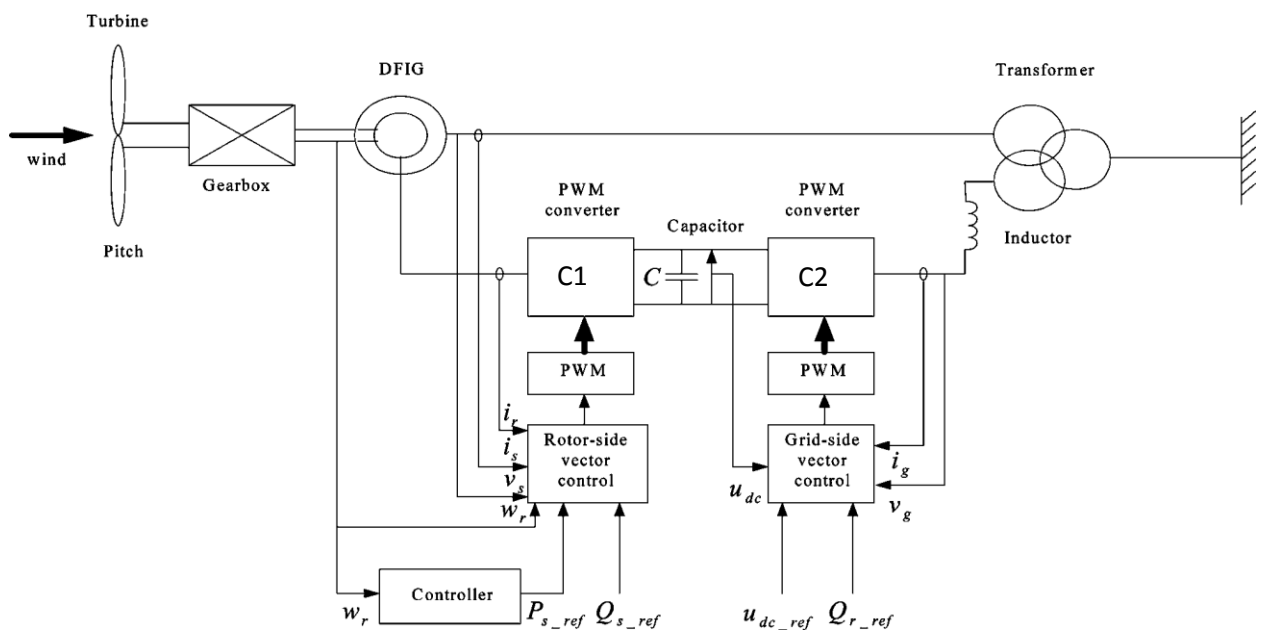 Turbine
DFIG
Transformer
wind
Gearbox
PWM
converter
PWM
converter
Capacitor
Pitch
Inductor
C1
C
C2
PWM
PWM
i_r
i_s
v_s
w_r
Rotor-side
vector
control
u_dc
Grid-side
vector
control
i_g
v_g
w_r
Controller
P_s_ref
Q_s_ref
u_dc_ref
Q_r_ref